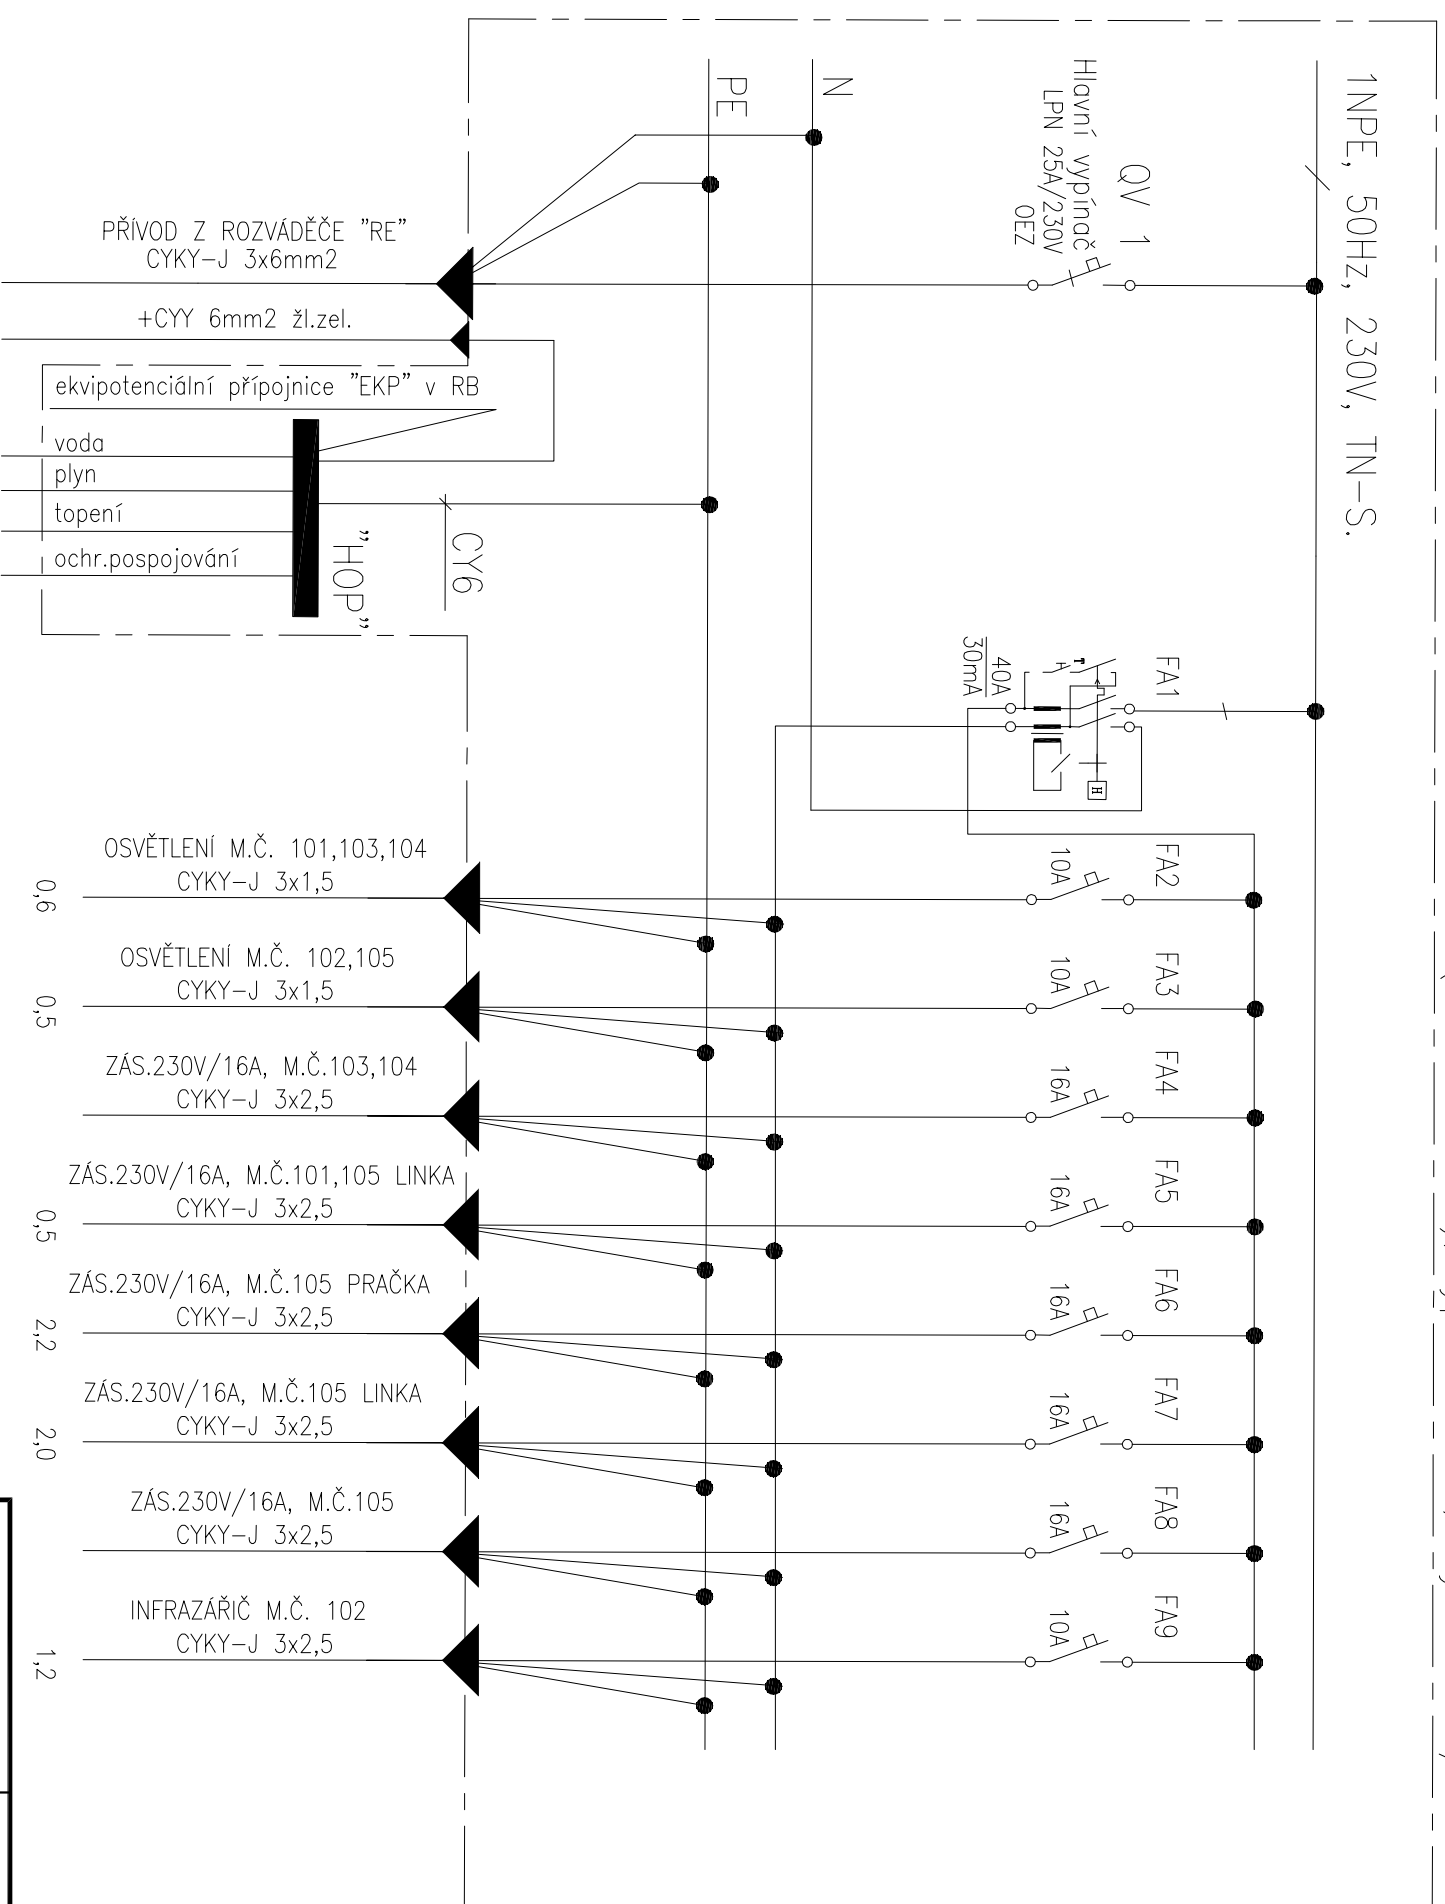 1NPE, 50Hz, 230V, TN-S.
N
PE
QV 1
Hlavní vypínač
LPN 25A/230V
OEZ
PŘÍVOD Z ROZVÁDĚČE "RE"
CYKY-J 3x6mm2
+CYY 6mm2 žl.zel.
ekvipotenciální přípojnice "EKP" v RB
voda
plyn
topení
ochr.pospojování
"HOP"
CY6
FA1
40A
30mA
T
H
FA2
10A
OSVĚTLENÍ M.Č. 101,103,104
CYKY-J 3x1,5
0,6
FA3
10A
OSVĚTLENÍ M.Č. 102,105
CYKY-J 3x1,5
0,5
FA4
16A
ZÁS.230V/16A, M.Č.103,104
CYKY-J 3x2,5
FA5
16A
ZÁS.230V/16A, M.Č.101,105 LINKA
CYKY-J 3x2,5
0,5
FA6
16A
ZÁS.230V/16A, M.Č.105 PRAČKA
CYKY-J 3x2,5
2,2
FA7
16A
ZÁS.230V/16A, M.Č.105 LINKA
CYKY-J 3x2,5
2,0
FA8
16A
ZÁS.230V/16A, M.Č.105
CYKY-J 3x2,5
FA9
10A
INFRAZÁŘIČ M.Č. 102
CYKY-J 3x2,5
1,2